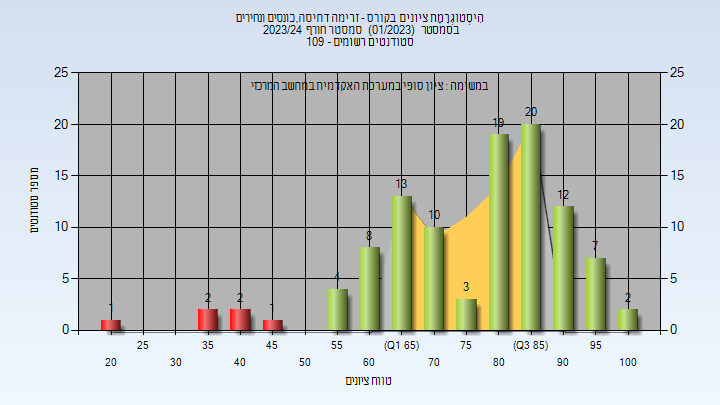 היסטוגרמת ציונים בקורס - זרימה דחיסה, כונסים ונחירים
בסמסטר (01/2023) סמסטר חורף 2023/24
סטודנטים רשומים - 109
במשימה : ציון סופי במערכת האקדמית במחשב המרכזי
מספר סטודנטים
25 25
20 20
15 15
10 10
5 5
0 0
1 2 2 1 4 8 13 10 3 19 20 12 7 2
25 35 45 55 (Q1 65) 75 (Q3 85) 95
20 30 40 50 60 70 80 90 100
טווח ציונים